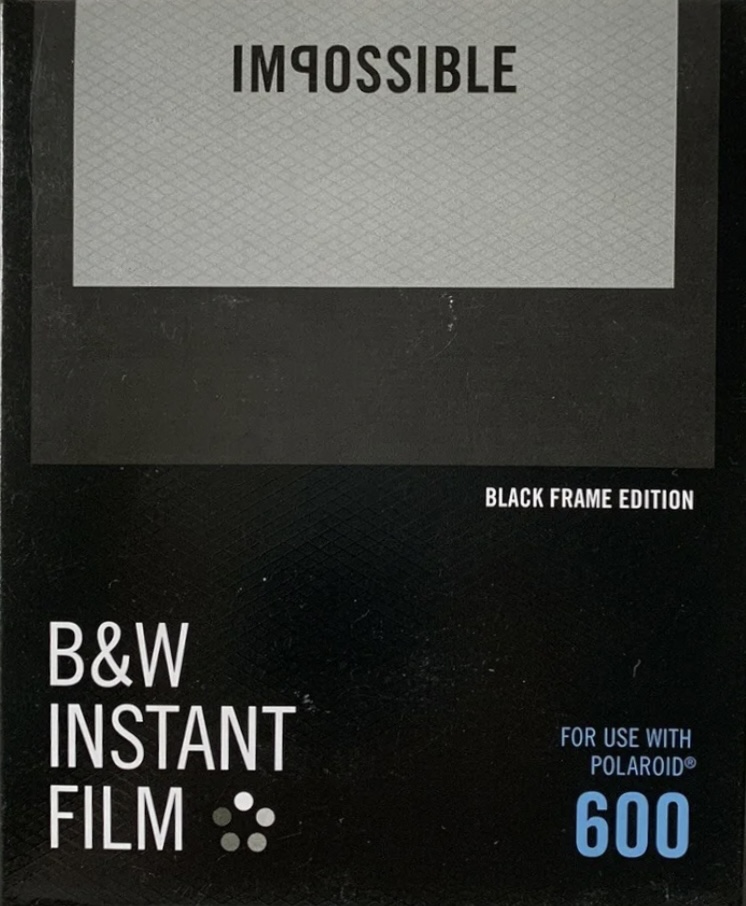 IMPOSSIBLE
BLACK FRAME EDITION
B&W
INSTANT
FILM
FOR USE WITH
POLAROID®
600